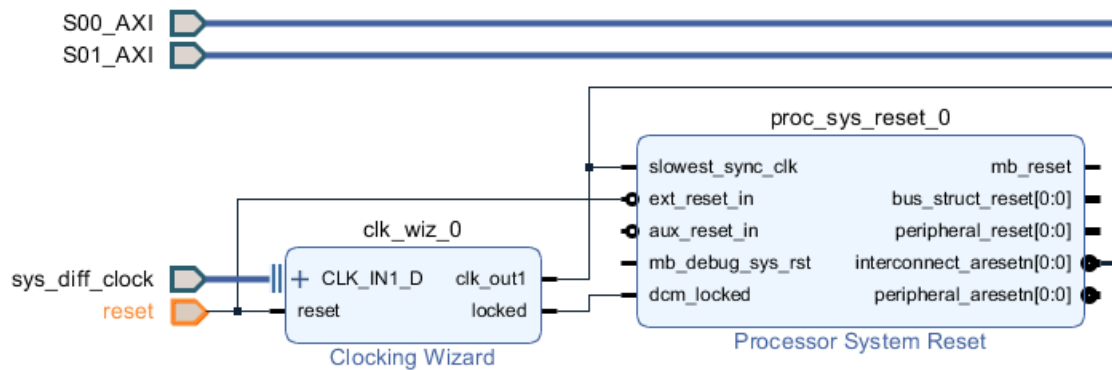 S00_AXI
S01_AXI
proc_sys_reset_0
slowest_sync_clk mb_reset
ext_reset_in bus_struct_reset[0:0]
clk_wiz_0
aux_reset_in peripheral_reset[0:0]
mb_debug_sys_rst interconnect_aresetn[0:0]
sys_diff_clock CLK_IN1_D clk_out1
dcm_locked peripheral_aresetn[0:0]
reset reset locked
Processor System Reset
Clocking Wizard